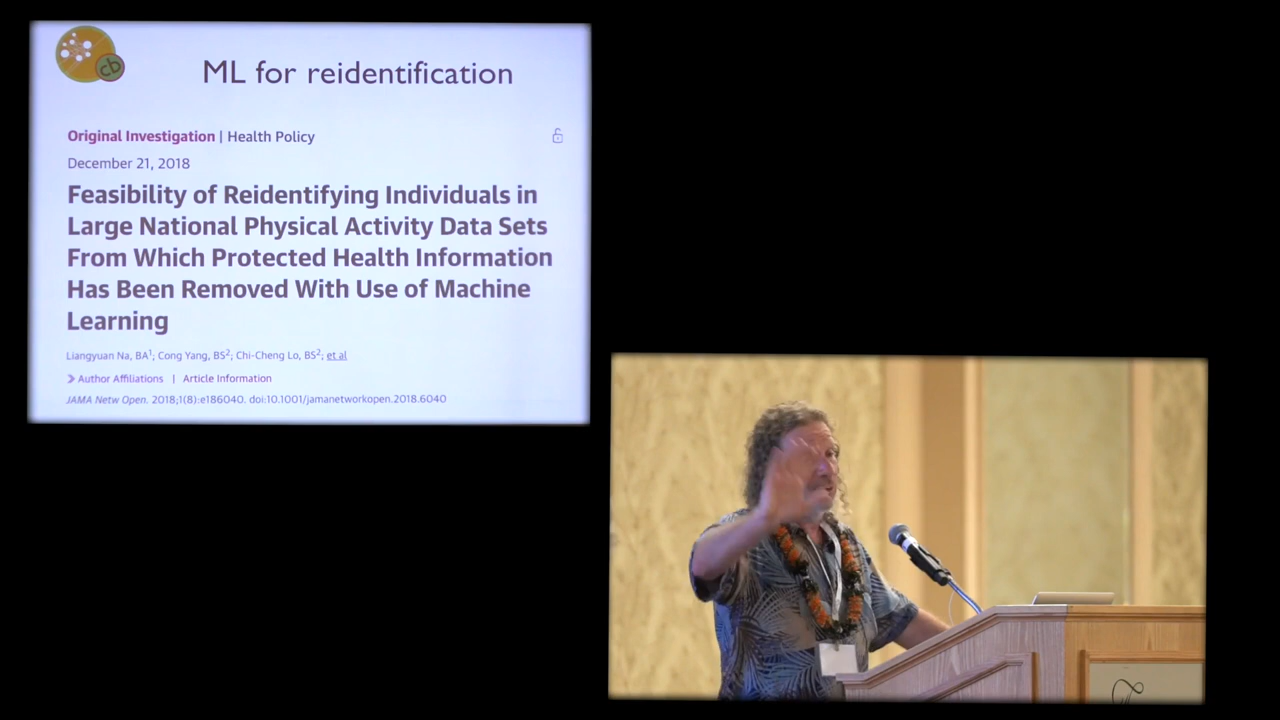 cb
ML for reidentification
Original Investigation | Health Policy
December 21, 2018
Feasibility of Reidentifying Individuals in
Large National Physical Activity Data Sets
From Which Protected Health Information
Has Been Removed With Use of Machine
Learning
Liangyuan Na, BA1; Cong Yang, BS2; Chi-Cheng Lo, BS2; et al
Author Affiliations | Article Information
JAMA Netw Open. 2018;1(8):e186040. doi:10.1001/jamanetworkopen.2018.6040